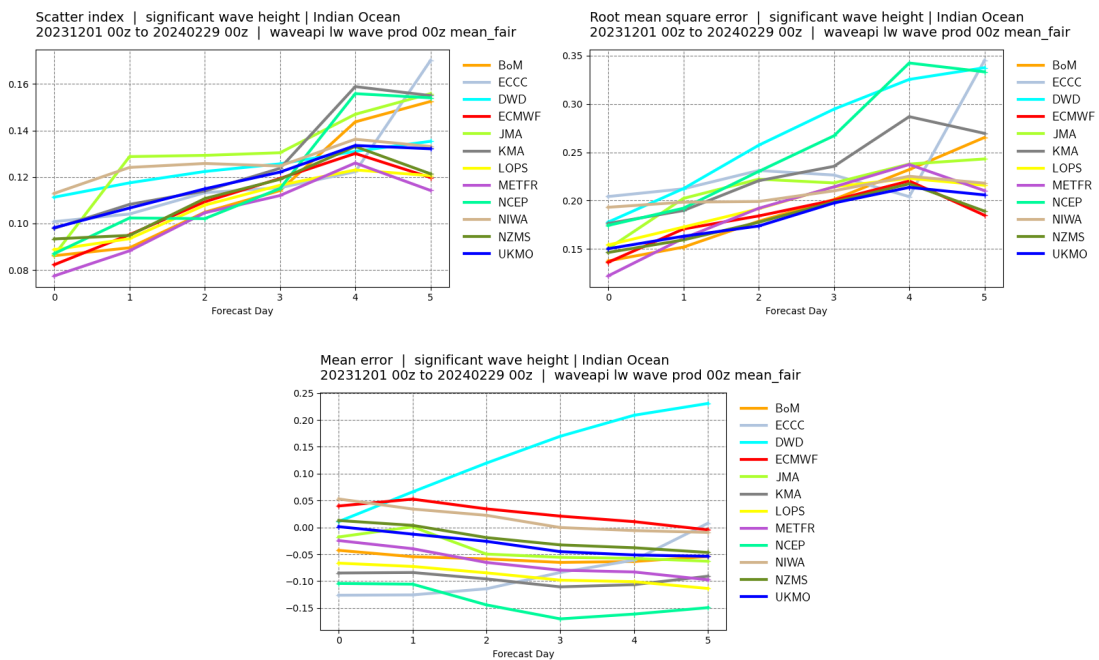 Scatter index  |  significant wave height | Indian Ocean
20231201 00z to 20240229 00z  |  waveapi lw wave prod 00z mean_fair
0.16
0.14
0.12
0.10
0.08
0 1 2 3 4 5
Forecast Day
BoM
ECCC
DWD
ECMWF
JMA
KMA
LOPS
METFR
NCEP
NIWA
NZMS
UKMO
Root mean square error  |  significant wave height | Indian Ocean
20231201 00z to 20240229 00z  |  waveapi lw wave prod 00z mean_fair
0.35
0.30
0.25
0.20
0.15
0 1 2 3 4 5
Forecast Day
BoM
ECCC
DWD
ECMWF
JMA
KMA
LOPS
METFR
NCEP
NIWA
NZMS
UKMO
Mean error  |  significant wave height | Indian Ocean
20231201 00z to 20240229 00z  |  waveapi lw wave prod 00z mean_fair
0.25
0.20
0.15
0.10
0.05
0.00
−0.05
−0.10
−0.15
0 1 2 3 4 5
Forecast Day
BoM
ECCC
DWD
ECMWF
JMA
KMA
LOPS
METFR
NCEP
NIWA
NZMS
UKMO